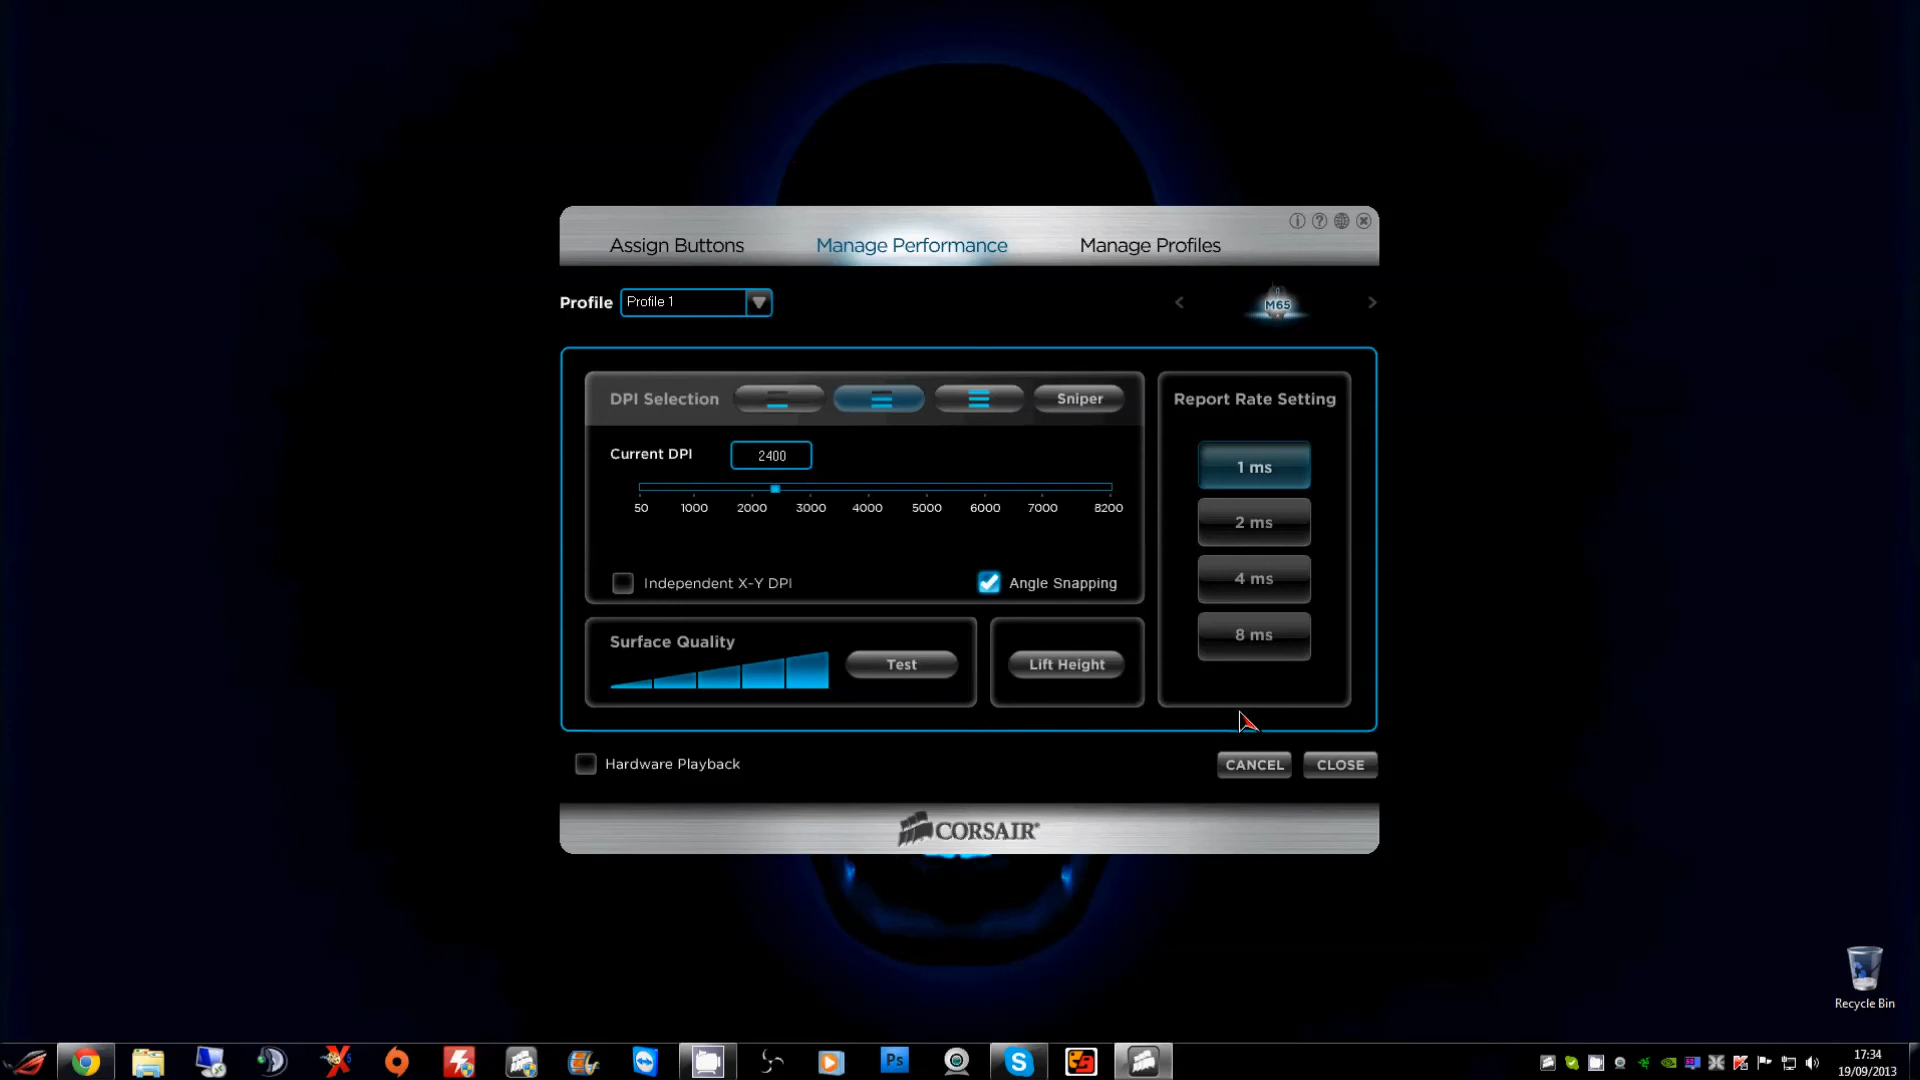 Assign Buttons
Manage Performance
Manage Profiles
Profile
Profile 1
M65
DPI Selection
Sniper
Report Rate Setting
Current DPI
2400
1 ms
50 1000 2000 3000 4000 5000 6000 7000 8200
2 ms
Independent X-Y DPI
Angle Snapping
4 ms
Surface Quality
Test
Lift Height
8 ms
Hardware Playback
CANCEL
CLOSE
CORSAIR
Recycle Bin
Ps
17:34
19/09/2013